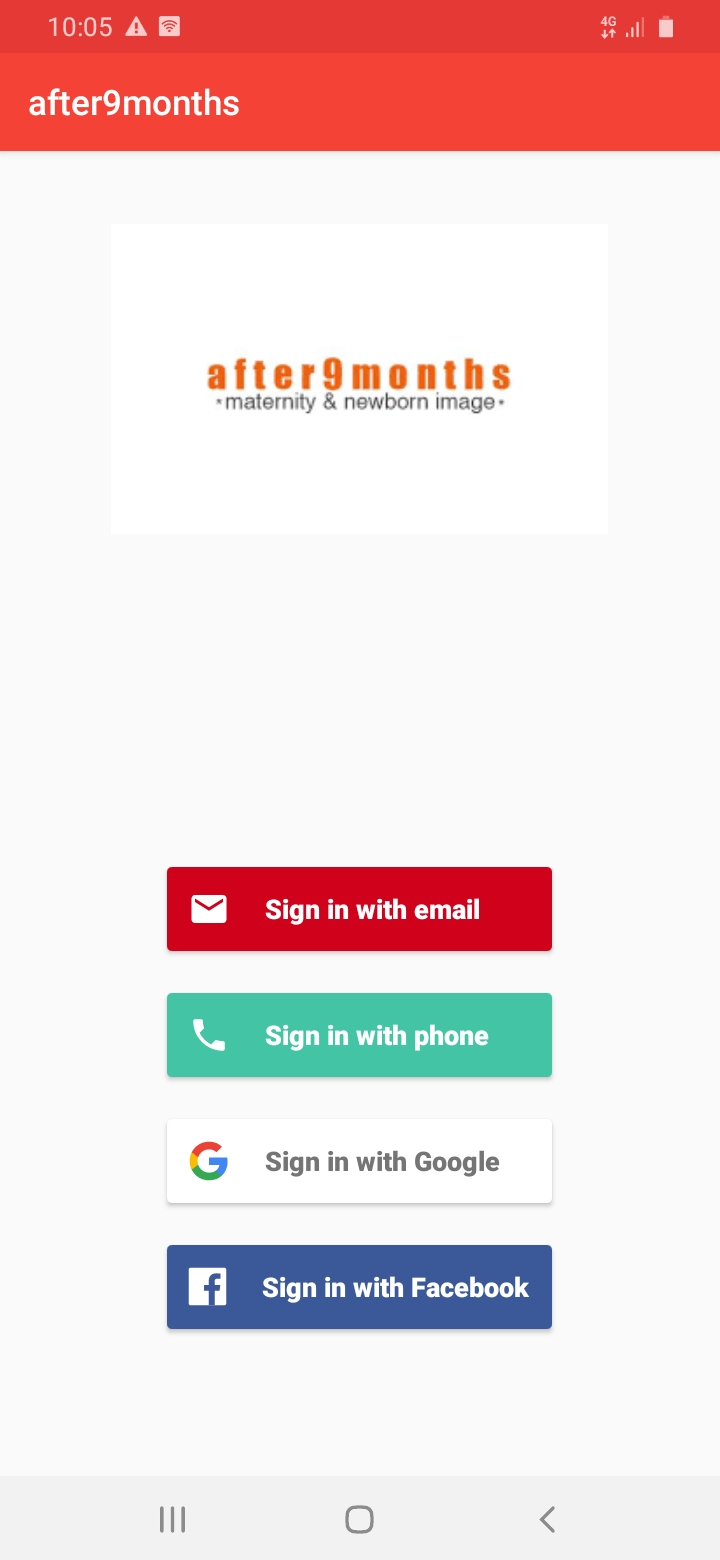 10:05
4G
after9months
after9months
*maternity & newborn image*
Sign in with email
Sign in with phone
Sign in with Google
Sign in with Facebook